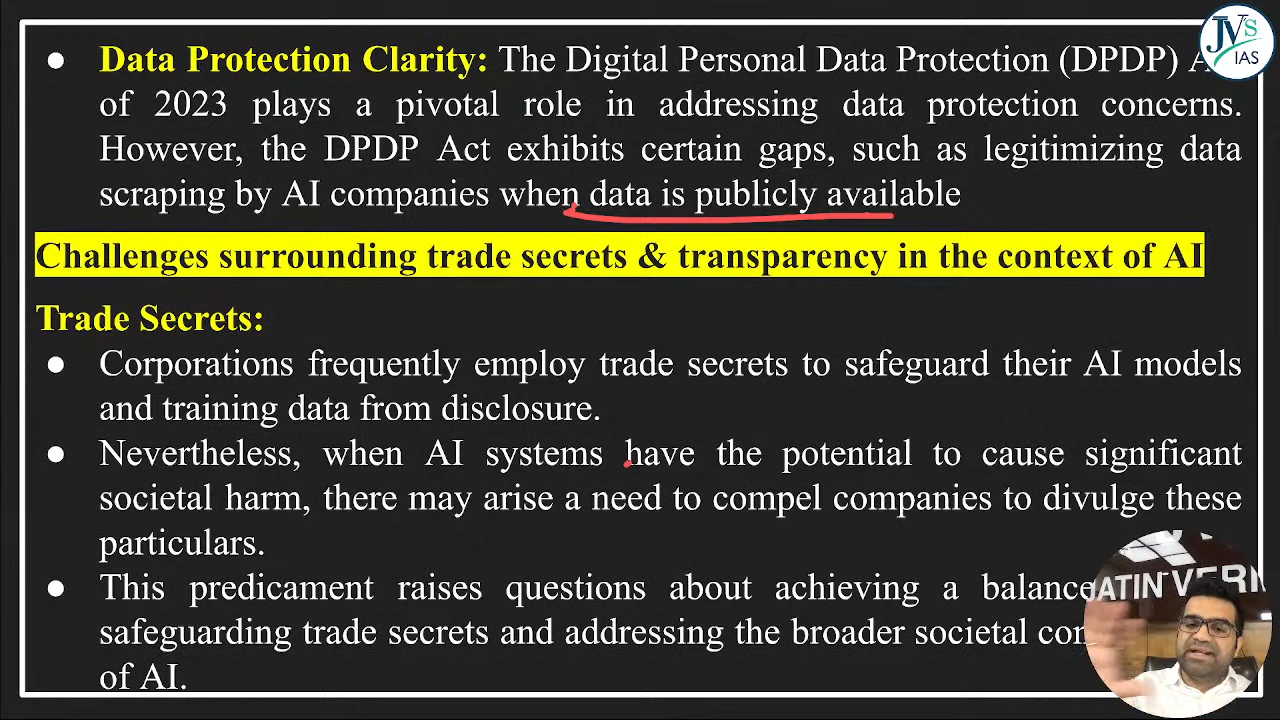 ● Data Protection Clarity: The Digital Personal Data Protection (DPDP) A
of 2023 plays a pivotal role in addressing data protection concerns.
However, the DPDP Act exhibits certain gaps, such as legitimizing data
scraping by AI companies when data is publicly available
Challenges surrounding trade secrets & transparency in the context of AI
Trade Secrets:
● Corporations frequently employ trade secrets to safeguard their AI models
and training data from disclosure.
● Nevertheless, when AI systems have the potential to cause significant
societal harm, there may arise a need to compel companies to divulge these
particulars.
● This predicament raises questions about achieving a balance
safeguarding trade secrets and addressing the broader societal con
of AI.
JVS
IAS
ATIN VERM